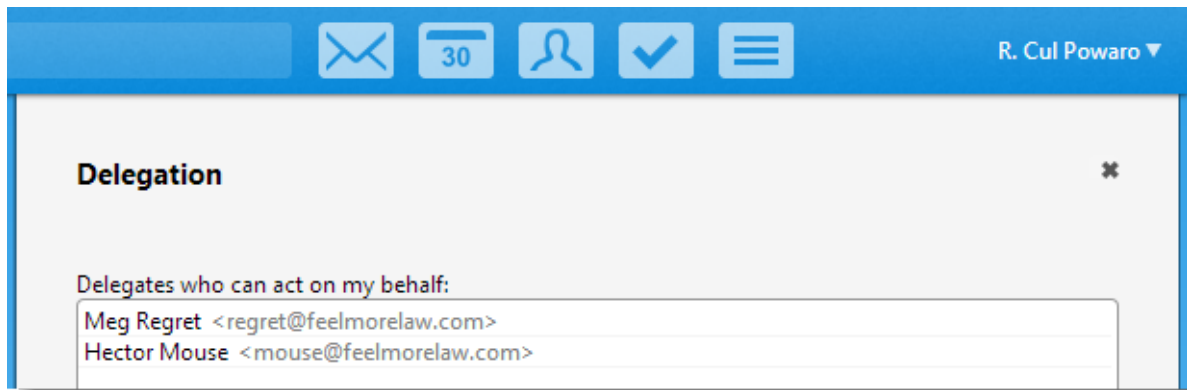 30
R. Cul Powaro
Delegation
Delegates who can act on my behalf:
Meg Regret <regret@feelmorelaw.com>
Hector Mouse <mouse@feelmorelaw.com>